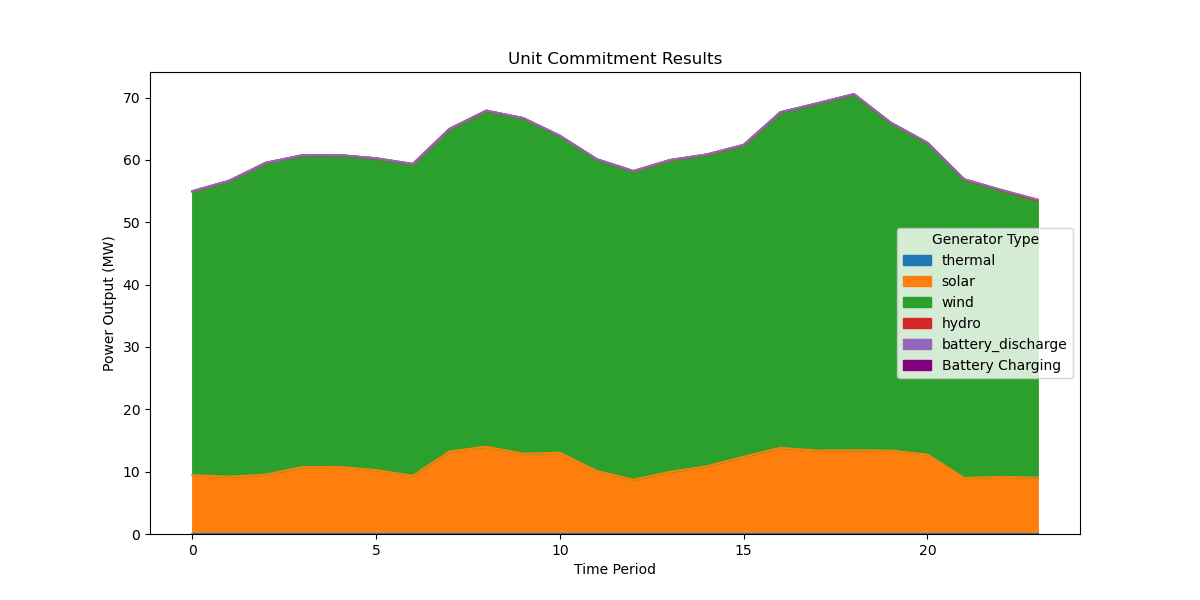 Unit Commitment Results
Power Output (MW)
70
60
50
40
30
20
10
0
0 5 10 15 20
Time Period
Generator Type
thermal
solar
wind
hydro
battery_discharge
Battery Charging